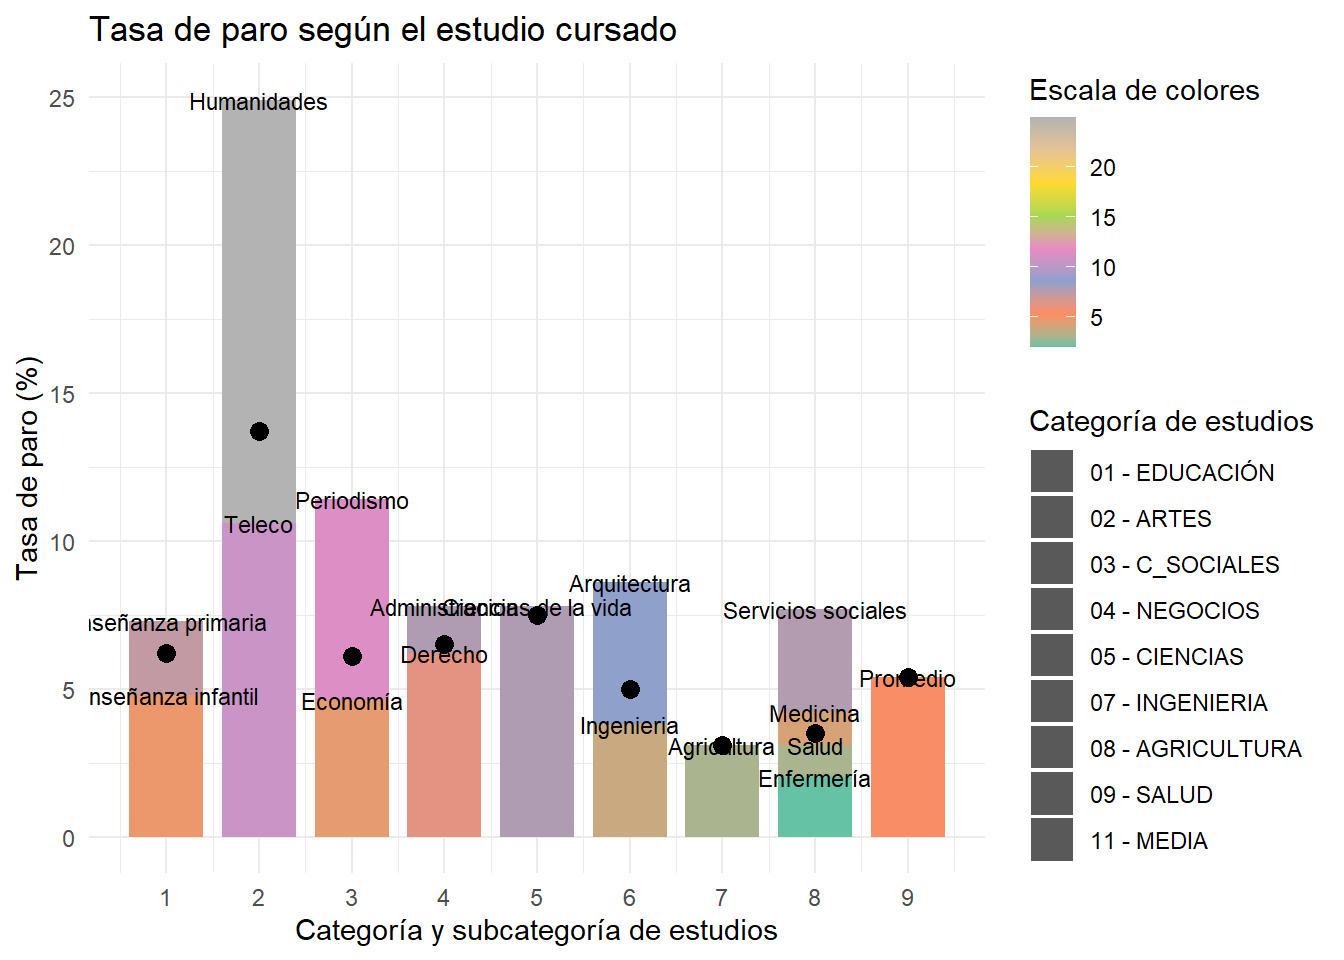 Tasa de paro según el estudio cursado
Tasa de paro (%)
25
20
15
10
5
0
Humanidades
Teleco
Periodismo
Arquitectura
Administración
Ciencias de la vida
Servicios sociales
nseñanza primaria
Derecho
Promedio
nseñanza infantil
Economía
Medicina
Ingenieria
Agricultura
Salud
Enfermería
1 2 3 4 5 6 7 8 9
Categoría y subcategoría de estudios
Escala de colores
20
15
10
5
Categoría de estudios
01 - EDUCACIÓN
02 - ARTES
03 - C_SOCIALES
04 - NEGOCIOS
05 - CIENCIAS
07 - INGENIERIA
08 - AGRICULTURA
09 - SALUD
11 - MEDIA